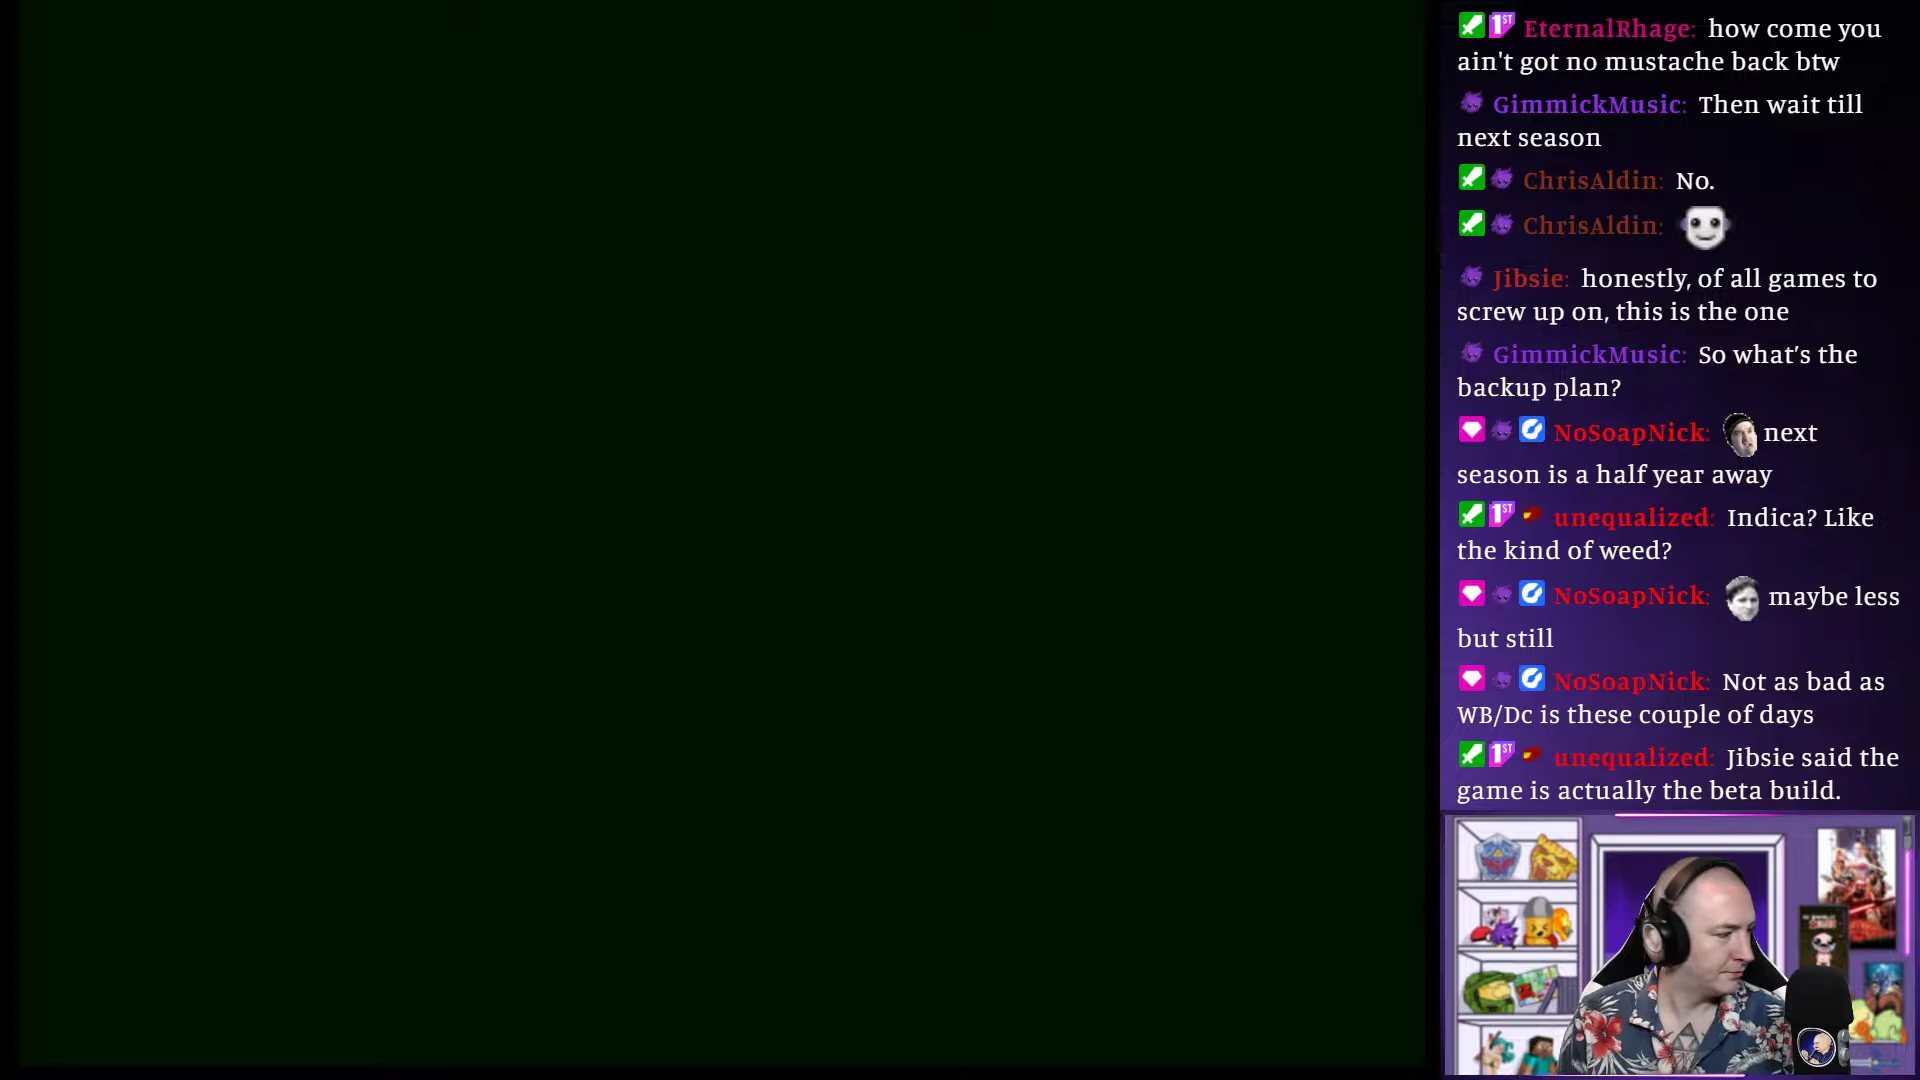 EternalRhage: how come you
ain't got no mustache back btw
GimmickMusic: Then wait till
next season
ChrisAldin: No.
ChrisAldin:
Jibsie: honestly, of all games to
screw up on, this is the one
GimmickMusic: So what’s the
backup plan?
NoSoapNick: next
season is a half year away
unequalized: Indica? Like
the kind of weed?
NoSoapNick: maybe less
but still
NoSoapNick: Not as bad as
WB/Dc is these couple of days
unequalized: Jibsie said the
game is actually the beta build.